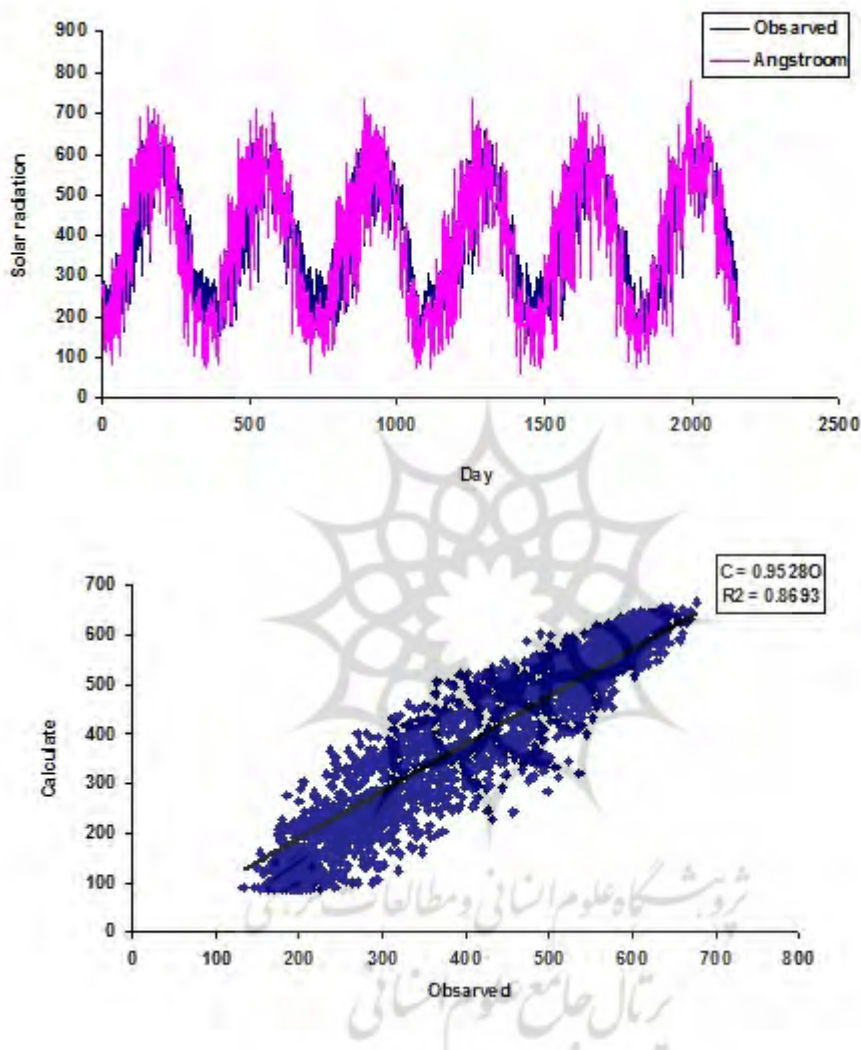 900
Obsarved
800
Angstroom
700
600
500
400
300
200
100
0
Solar radiation
0 500 1000 1500 2000 2500
Day
C = 0.9528O
R2 = 0.8693
700
600
500
400
300
200
100
0
Calculate
0 100 200 300 400 500 600 700 800
Obsarved
پژوهشگاه علوم انسانی و مطالعات فرهنگی
پرتال جامع علوم انسانی